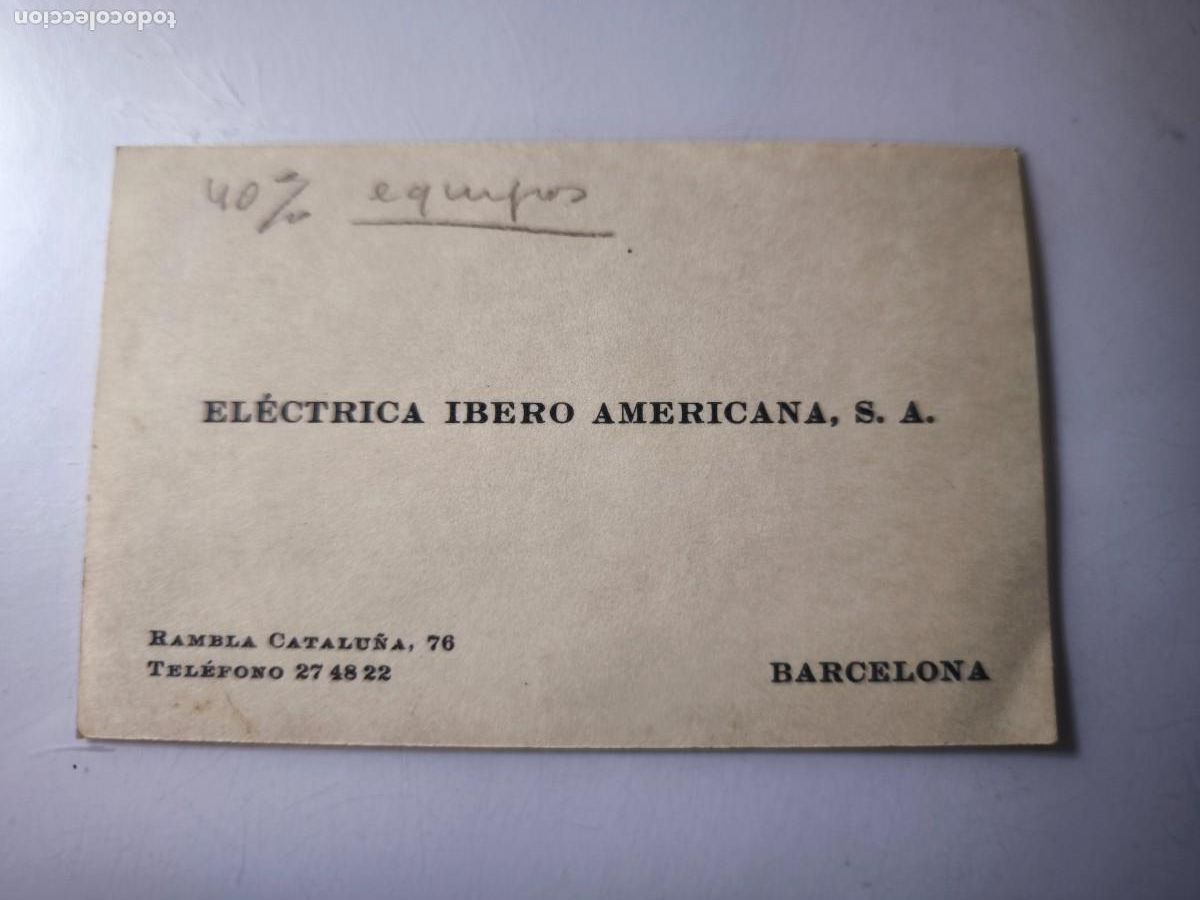 todocoleccion
40% equipos
ELÉCTRICA IBERO AMERICANA, S. A.
RAMBLA CATALUÑA, 76
TELÉFONO 27 48 22
BARCELONA